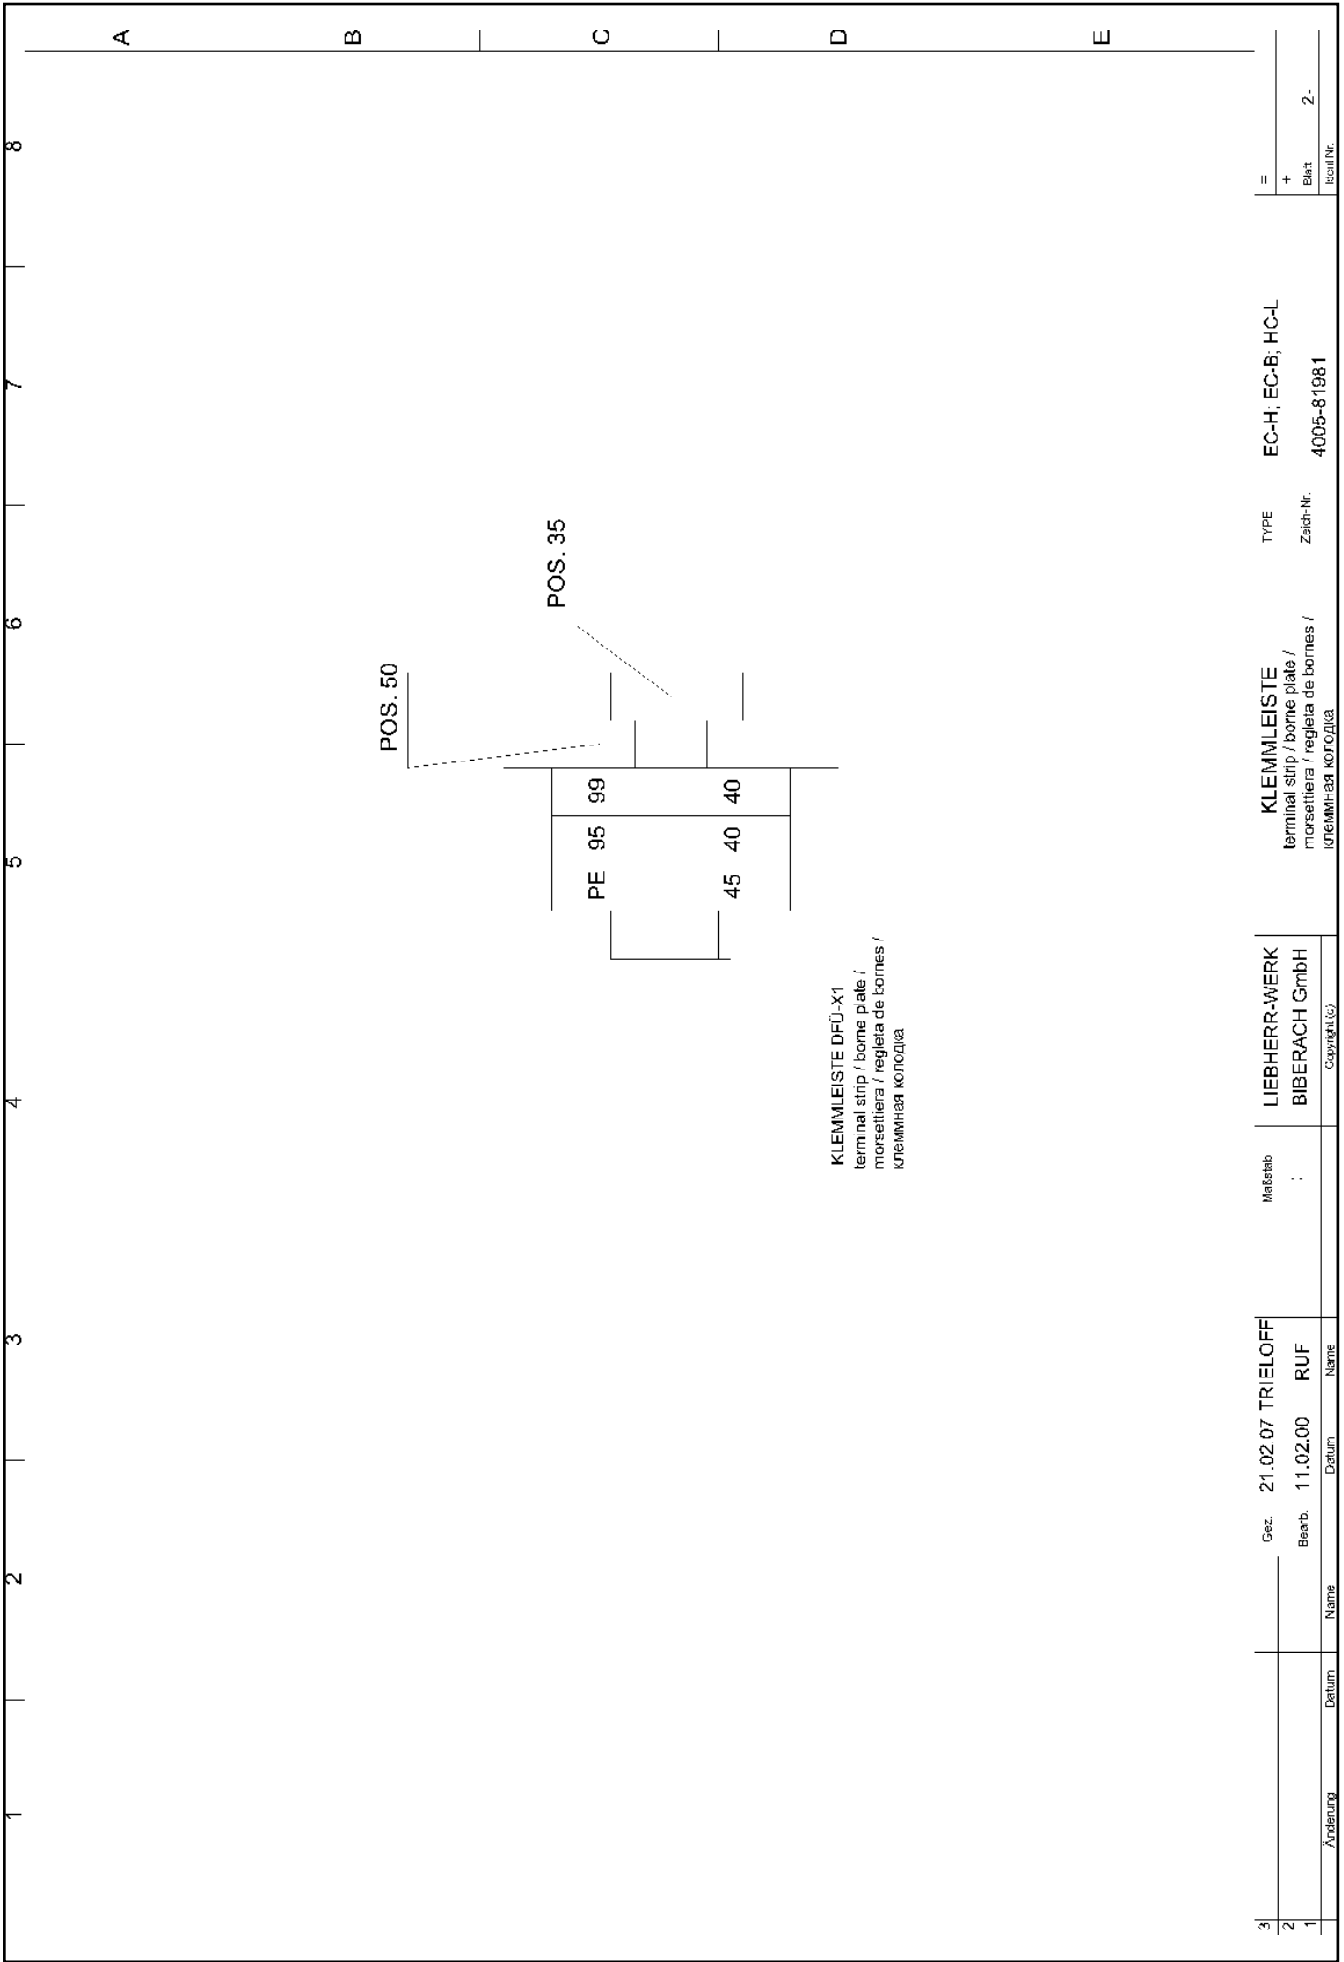 1 2 3 4 5 6 7 8
A
B
C
D
E
POS. 50
POS. 35
PE 95 99
45 40 40
KLEMMLEISTE DFÜ-X1
terminal strip / borne plate /
morsettiera / regleta de bornes /
клеммная колодка
3
2
1
Änderung Datum Name
Gez. 21.02.07 TRIELOFF
Bearb. 11.02.00 RUF
Datum Name
Maßstab
:
LIEBHERR-WERK
BIBERACH GmbH
Copyright (c)
KLEMMLEISTE
terminal strip / borne plate /
morsettiera / regleta de bornes /
клеммная колодка
TYPE EC-H; EC-B; HC-L
Zeich-Nr. 4005-81981
=
+
Blatt 2-
Ident Nr.